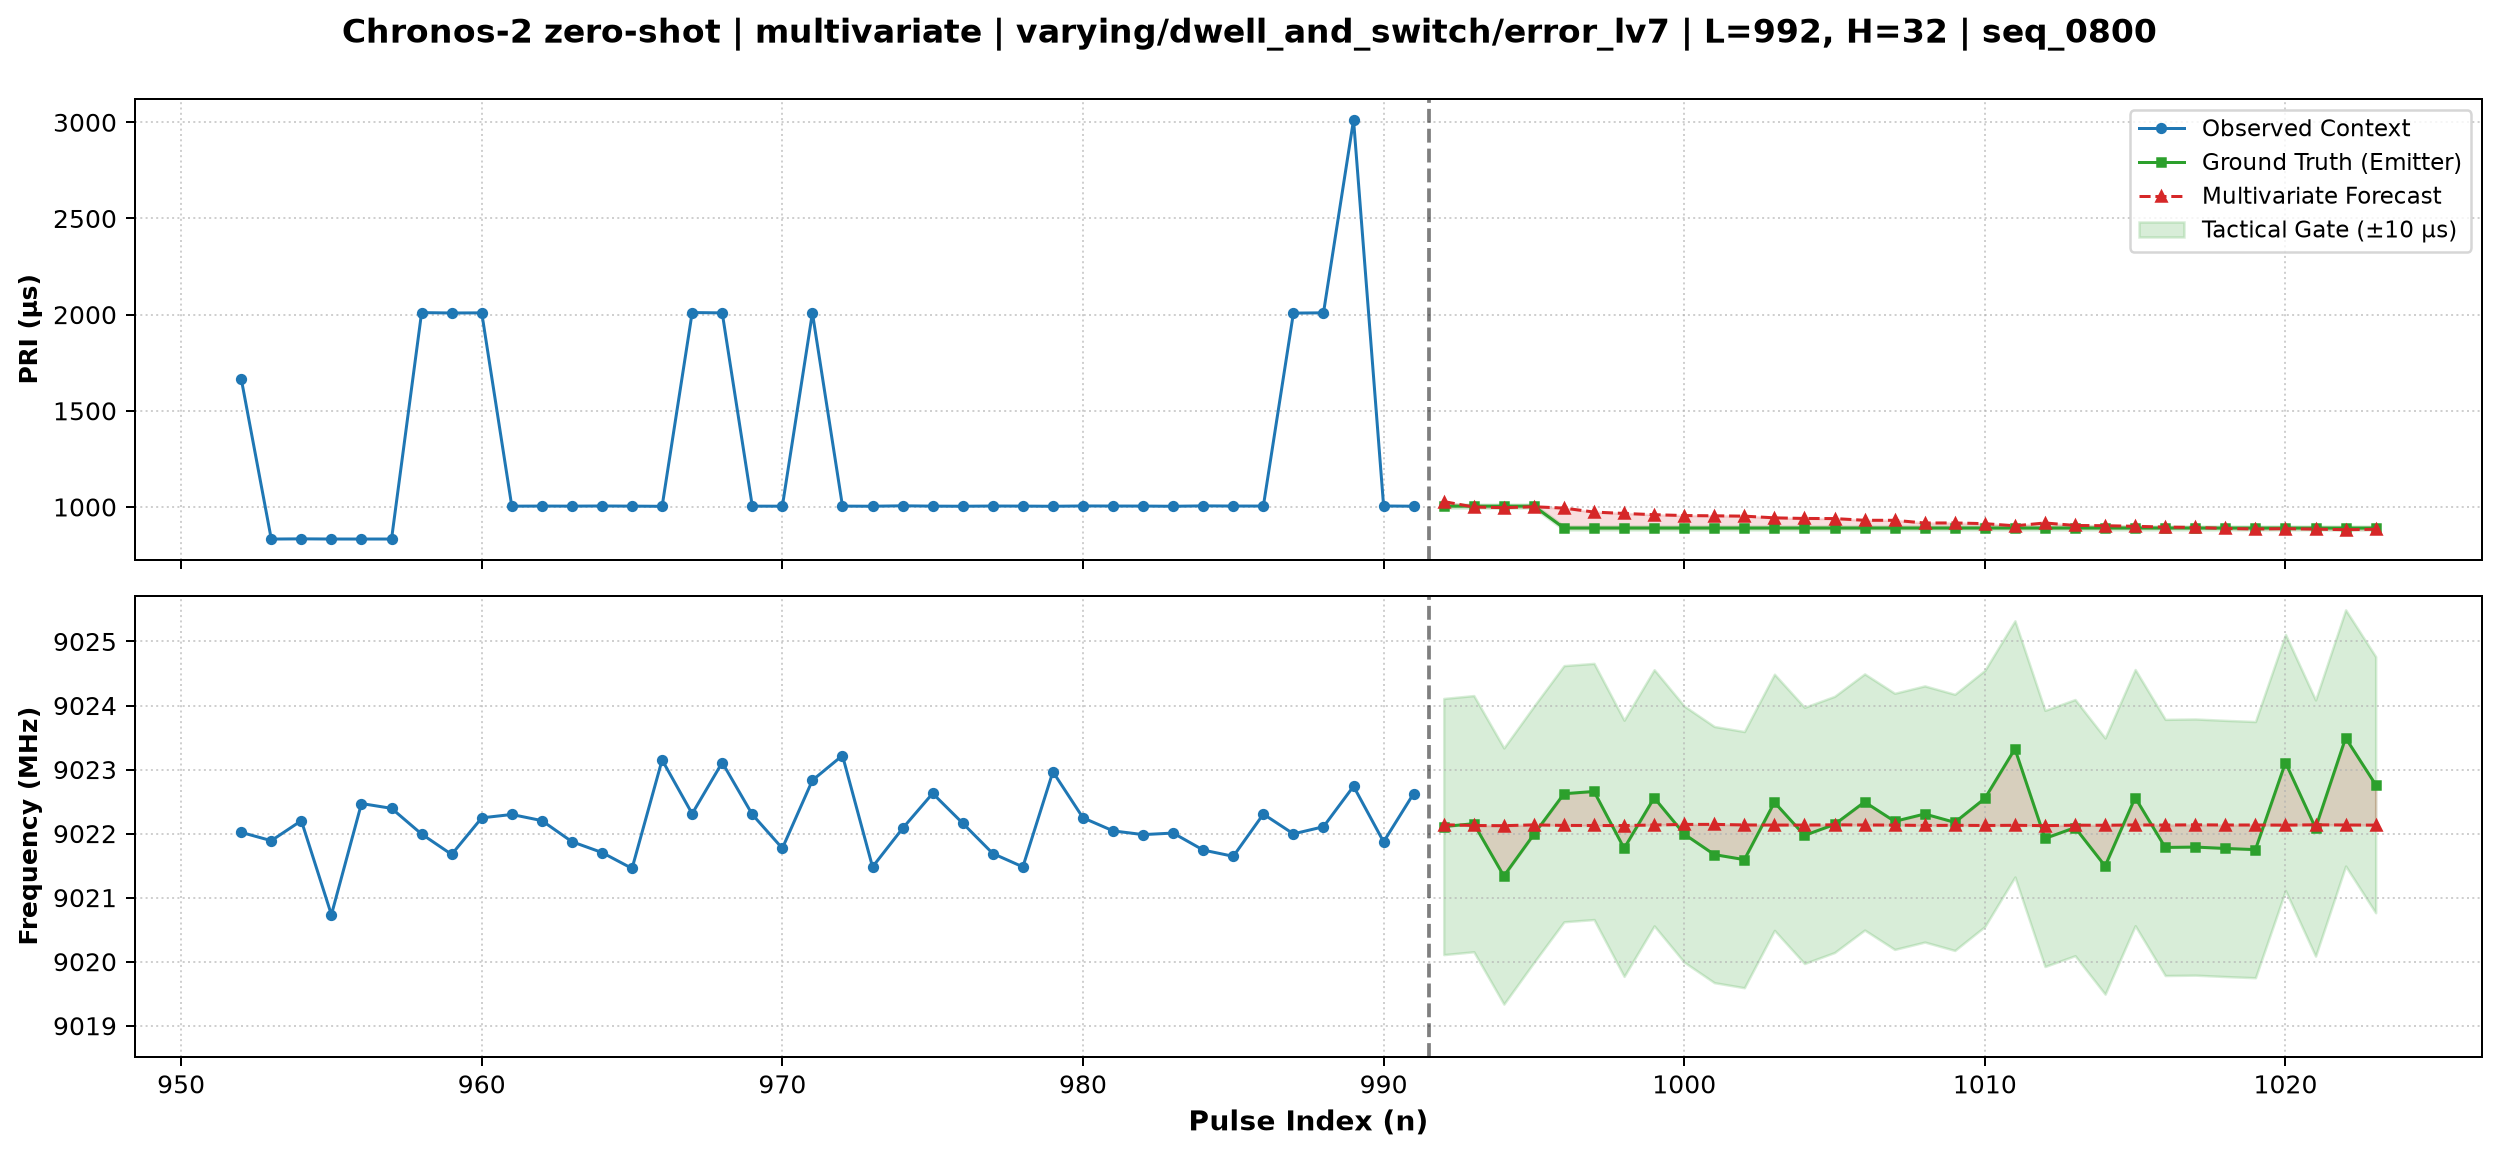 Chronos-2 zero-shot | multivariate | varying/dwell_and_switch/error_lv7 | L=992, H=32 | seq_0800
3000
2500
2000
1500
1000
PRI (µs)
Observed Context
Ground Truth (Emitter)
Multivariate Forecast
Tactical Gate (±10 µs)
9025
9024
9023
9022
9021
9020
9019
Frequency (MHz)
950 960 970 980 990 1000 1010 1020
Pulse Index (n)